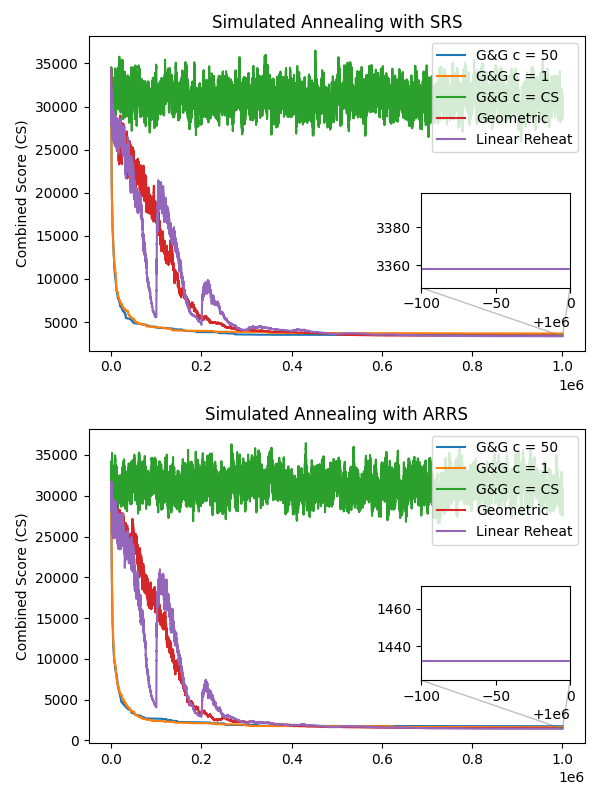 Simulated Annealing with SRS
Combined Score (CS)
35000
30000
25000
20000
15000
10000
5000
G&G c = 50
G&G c = 1
G&G c = CS
Geometric
Linear Reheat
3380
3360
−100
−50
0
+1e6
0.0
0.2
0.4
0.6
0.8
1.0
1e6
Simulated Annealing with ARRS
Combined Score (CS)
35000
30000
25000
20000
15000
10000
5000
0
G&G c = 50
G&G c = 1
G&G c = CS
Geometric
Linear Reheat
1460
1440
−100
−50
0
+1e6
0.0
0.2
0.4
0.6
0.8
1.0
1e6